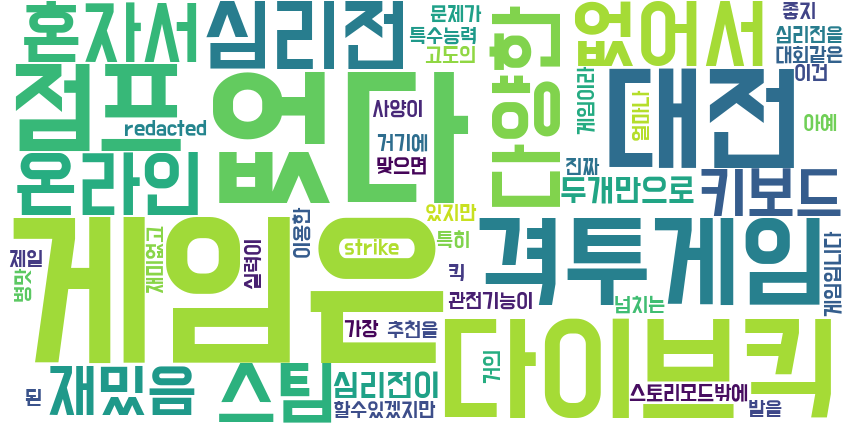 혼자서
심리전
문제가
특수능력
고도의
다양한
없어서
좋지
심리전을
대회같은
이건
점프
redacted
없다
사양이
거기에
맞으면
게임이라
얼마나
대전
아예
온라인
진짜
두개만으로
키보드
게임은
제일
병맛
재미없고
실력이
이용한
strike
있지만
특히
킥
관전기능이
격투게임
넘치는
게임입니다
가장
추천을
다이브킥
거의
된
재밌음
스팀
심리전이
할수있겠지만
스토리모드밖에
발을